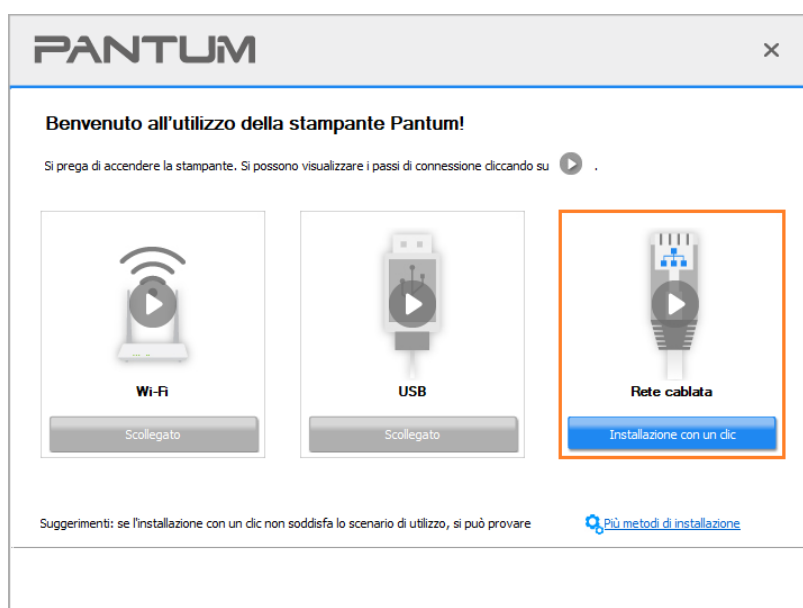 PANTUM
Benvenuto all'utilizzo della stampante Pantum!
Si prega di accendere la stampante. Si possono visualizzare i passi di connessione cliccando su .
Wi-Fi
USB
Rete cablata
Scollegato
Scollegato
Installazione con un clic
Suggerimenti: se l'installazione con un clic non soddisfa lo scenario di utilizzo, si può provare
Più metodi di installazione